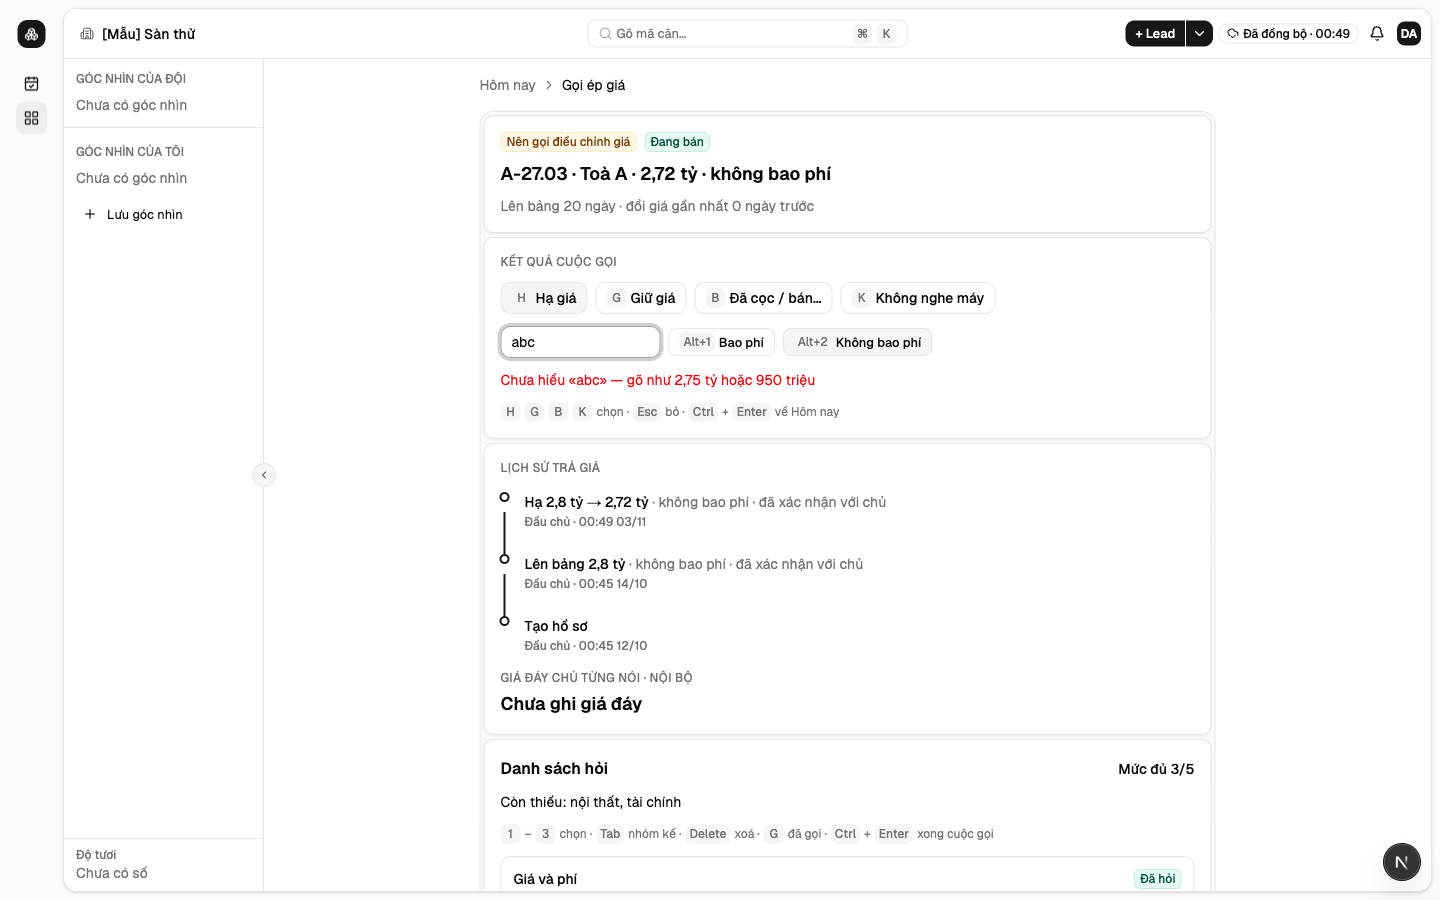 [Mẫu] Sàn thử
Gõ mã căn...
⌘ K
+ Lead
Đã đồng bộ · 00:49
DA
GÓC NHÌN CỦA ĐỘI
Chưa có góc nhìn
GÓC NHÌN CỦA TÔI
Chưa có góc nhìn
+ Lưu góc nhìn
Độ tươi
Chưa có số
Hôm nay > Gọi ép giá
Nên gọi điều chỉnh giá Đang bán
A-27.03 · Toà A · 2,72 tỷ · không bao phí
Lên bảng 20 ngày · đổi giá gần nhất 0 ngày trước
KẾT QUẢ CUỘC GỌI
H Hạ giá G Giữ giá B Đã cọc / bán... K Không nghe máy
abc Alt+1 Bao phí Alt+2 Không bao phí
Chưa hiểu «abc» — gõ như 2,75 tỷ hoặc 950 triệu
H G B K chọn · Esc bỏ · Ctrl + Enter về Hôm nay
LỊCH SỬ TRẢ GIÁ
Hạ 2,8 tỷ → 2,72 tỷ · không bao phí · đã xác nhận với chủ
Đầu chủ · 00:49 03/11
Lên bảng 2,8 tỷ · không bao phí · đã xác nhận với chủ
Đầu chủ · 00:45 14/10
Tạo hồ sơ
Đầu chủ · 00:45 12/10
GIÁ ĐÁY CHỦ TỪNG NÓI · NỘI BỘ
Chưa ghi giá đáy
Danh sách hỏi Mức đủ 3/5
Còn thiếu: nội thất, tài chính
1 – 3 chọn · Tab nhóm kế · Delete xoá · G đã gọi · Ctrl + Enter xong cuộc gọi
Giá và phí Đã hỏi
N